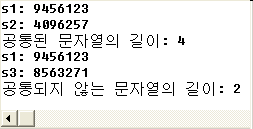 s1: 9456123
s2: 4096257
공통된 문자열의 길이: 4
s1: 9456123
s3: 8563271
공통되지 않는 문자열의 길이: 2